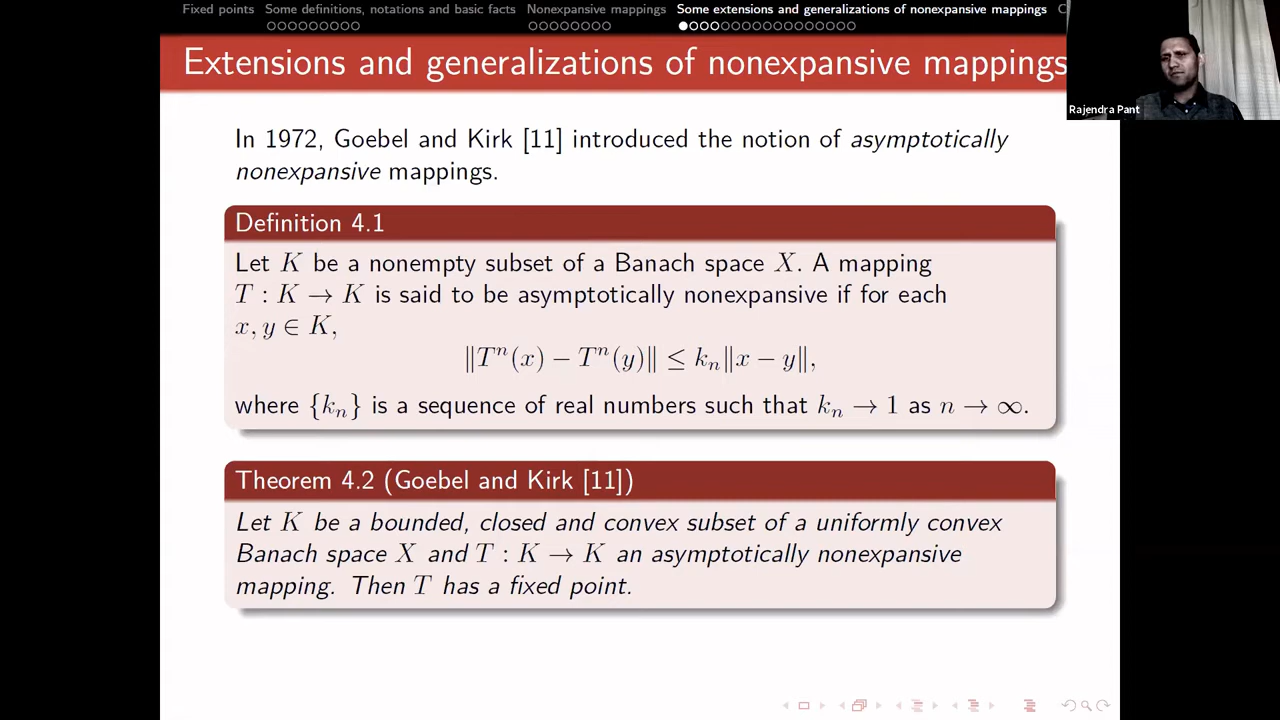 Fixed points Some definitions, notations and basic facts Nonexpansive mappings Some extensions and generalizations of nonexpansive mappings
Extensions and generalizations of nonexpansive mappings
Rajendra Pant
In 1972, Goebel and Kirk [11] introduced the notion of asymptotically
nonexpansive mappings.
Definition 4.1
Let K be a nonempty subset of a Banach space X. A mapping
T : K → K is said to be asymptotically nonexpansive if for each
x, y ∈ K,
‖Tⁿ(x) − Tⁿ(y)‖ ≤ kₙ‖x − y‖,
where {kₙ} is a sequence of real numbers such that kₙ → 1 as n → ∞.
Theorem 4.2 (Goebel and Kirk [11])
Let K be a bounded, closed and convex subset of a uniformly convex
Banach space X and T : K → K an asymptotically nonexpansive
mapping. Then T has a fixed point.